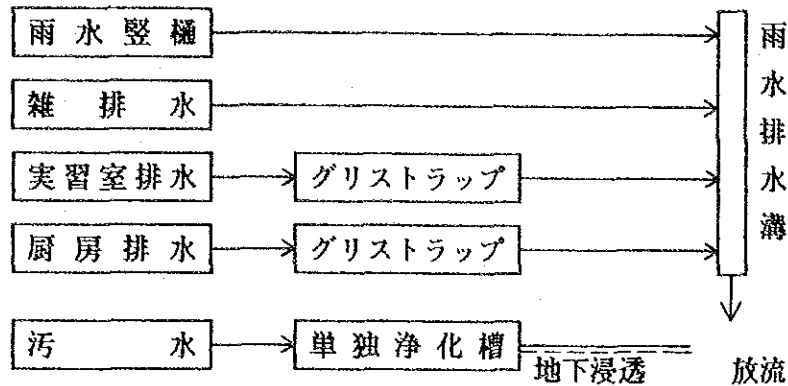 雨水竪樋
雑排水
実習室排水
グリストラップ
厨房排水
グリストラップ
汚水
単独浄化槽
地下浸透
雨水排水溝
放流